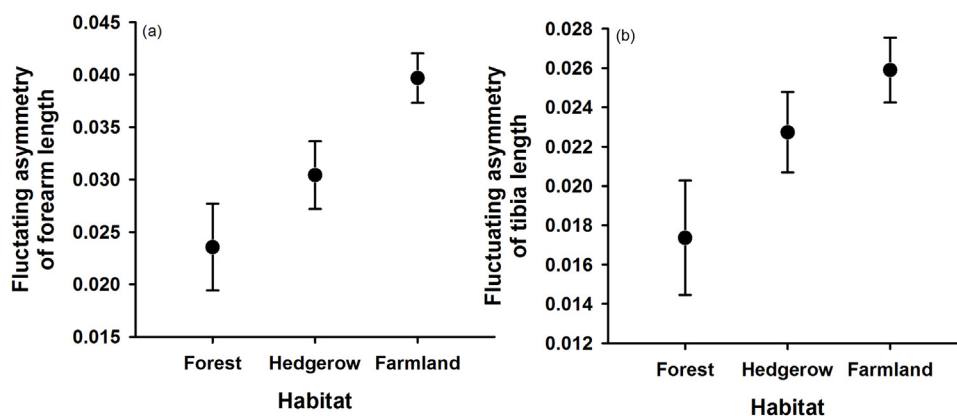 (a)
Fluctating asymmetry
of forearm length
0.045
0.040
0.035
0.030
0.025
0.020
0.015
Forest Hedgerow Farmland
Habitat
(b)
Fluctuating asymmetry
of tibia length
0.028
0.026
0.024
0.022
0.020
0.018
0.016
0.014
0.012
Forest Hedgerow Farmland
Habitat